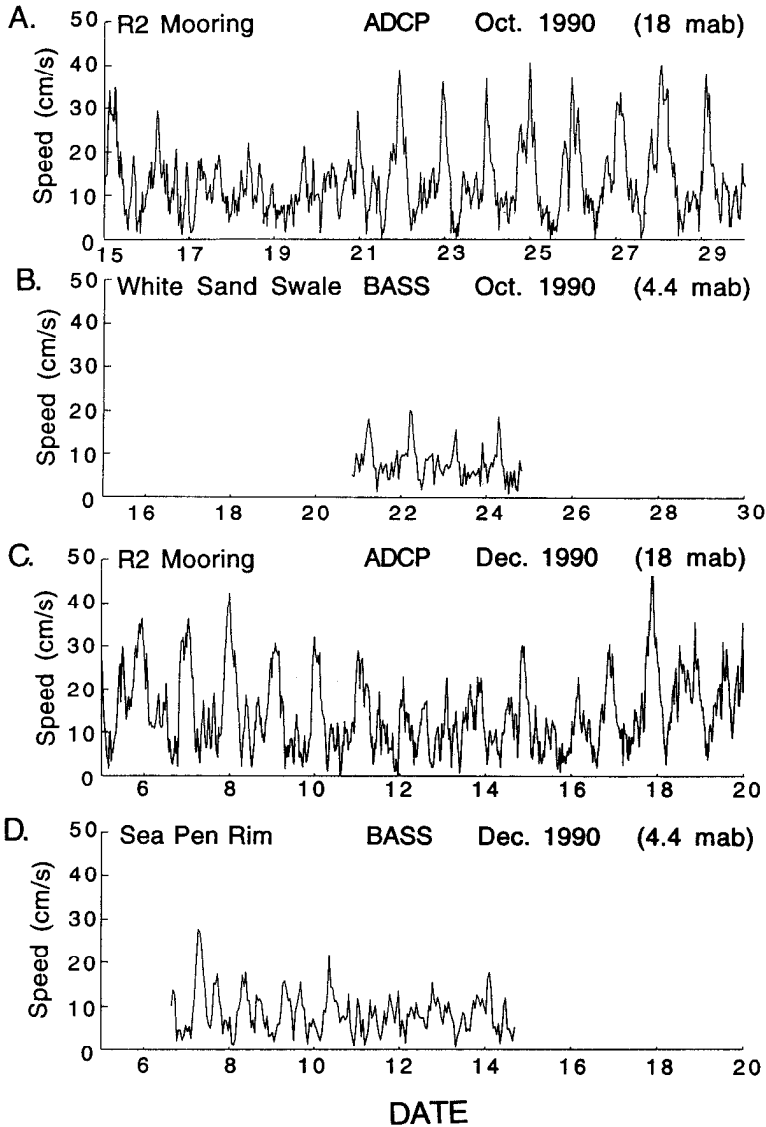 A.
R2 Mooring ADCP Oct. 1990 (18 mab)
Speed (cm/s)
50
40
30
20
10
0
15 17 19 21 23 25 27 29
B.
White Sand Swale BASS Oct. 1990 (4.4 mab)
Speed (cm/s)
50
40
30
20
10
0
16 18 20 22 24 26 28 30
C.
R2 Mooring ADCP Dec. 1990 (18 mab)
Speed (cm/s)
50
40
30
20
10
0
6 8 10 12 14 16 18 20
D.
Sea Pen Rim BASS Dec. 1990 (4.4 mab)
Speed (cm/s)
50
40
30
20
10
0
6 8 10 12 14 16 18 20
DATE